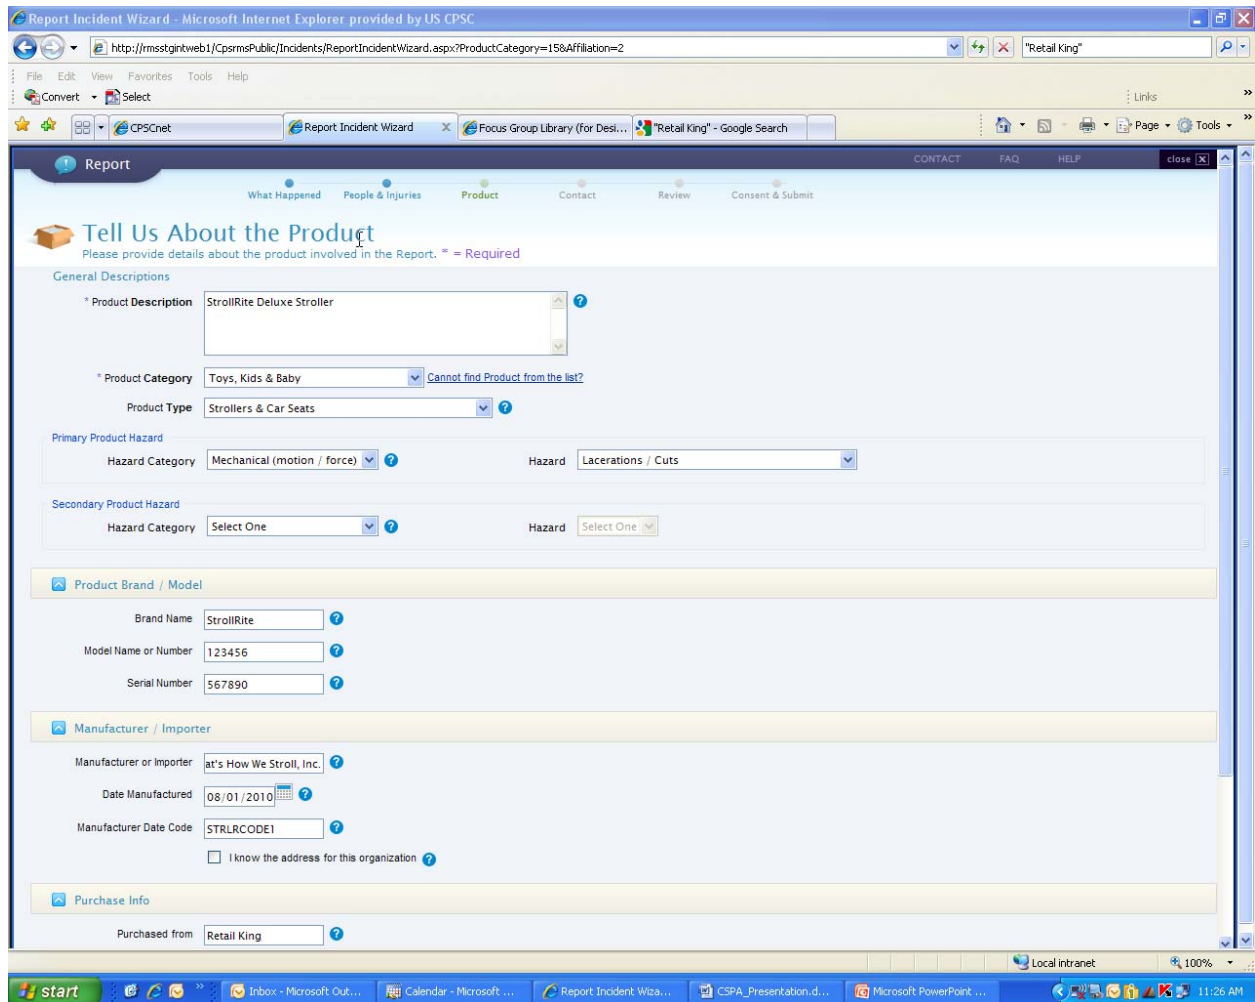 Report Incident Wizard - Microsoft Internet Explorer provided by US CPSC
http://rmsstgintweb1/CpsrmsPublic/Incidents/ReportIncidentWizard.aspx?ProductCategory=15&Affiliation=2 "Retail King"
File Edit View Favorites Tools Help
Convert Select Links »
CPSCnet Report Incident Wizard X Focus Group Library (for Desi... "Retail King" - Google Search Page Tools »
Report CONTACT FAQ HELP close X
What Happened People & Injuries Product Contact Review Consent & Submit
Tell Us About the Product
Please provide details about the product involved in the Report. * = Required
General Descriptions
* Product Description StrollRite Deluxe Stroller ?
* Product Category Toys, Kids & Baby Cannot find Product from the list?
Product Type Strollers & Car Seats ?
Primary Product Hazard
Hazard Category Mechanical (motion / force) ? Hazard Lacerations / Cuts
Secondary Product Hazard
Hazard Category Select One ? Hazard Select One
Product Brand / Model
Brand Name StrollRite ?
Model Name or Number 123456 ?
Serial Number 567890 ?
Manufacturer / Importer
Manufacturer or Importer at's How We Stroll, Inc. ?
Date Manufactured 08/01/2010 ?
Manufacturer Date Code STRLRCODE1 ?
I know the address for this organization ?
Purchase Info
Purchased from Retail King ?
Local intranet 100%
start » Inbox - Microsoft Out... Calendar - Microsoft ... Report Incident Wiza... CSPA_Presentation.d... Microsoft PowerPoint ... 11:26 AM